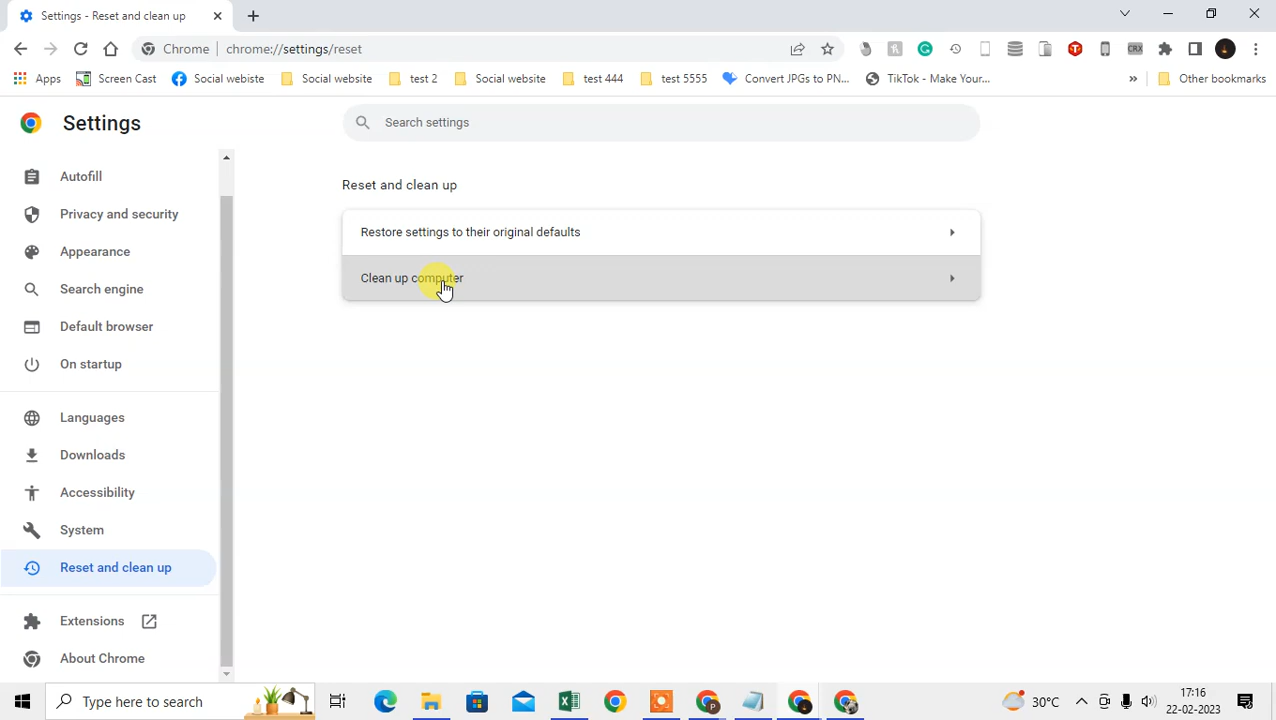 Settings - Reset and clean up
Chrome chrome://settings/reset
CRX
Apps Screen Cast Social webiste Social website test 2 Social website test 444 test 5555 Convert JPGs to PN... TikTok - Make Your... » Other bookmarks
Settings
Search settings
Autofill
Privacy and security
Appearance
Search engine
Default browser
On startup
Languages
Downloads
Accessibility
System
Reset and clean up
Extensions
About Chrome
Reset and clean up
Restore settings to their original defaults
Clean up computer
Type here to search
30°C
17:16
22-02-2023